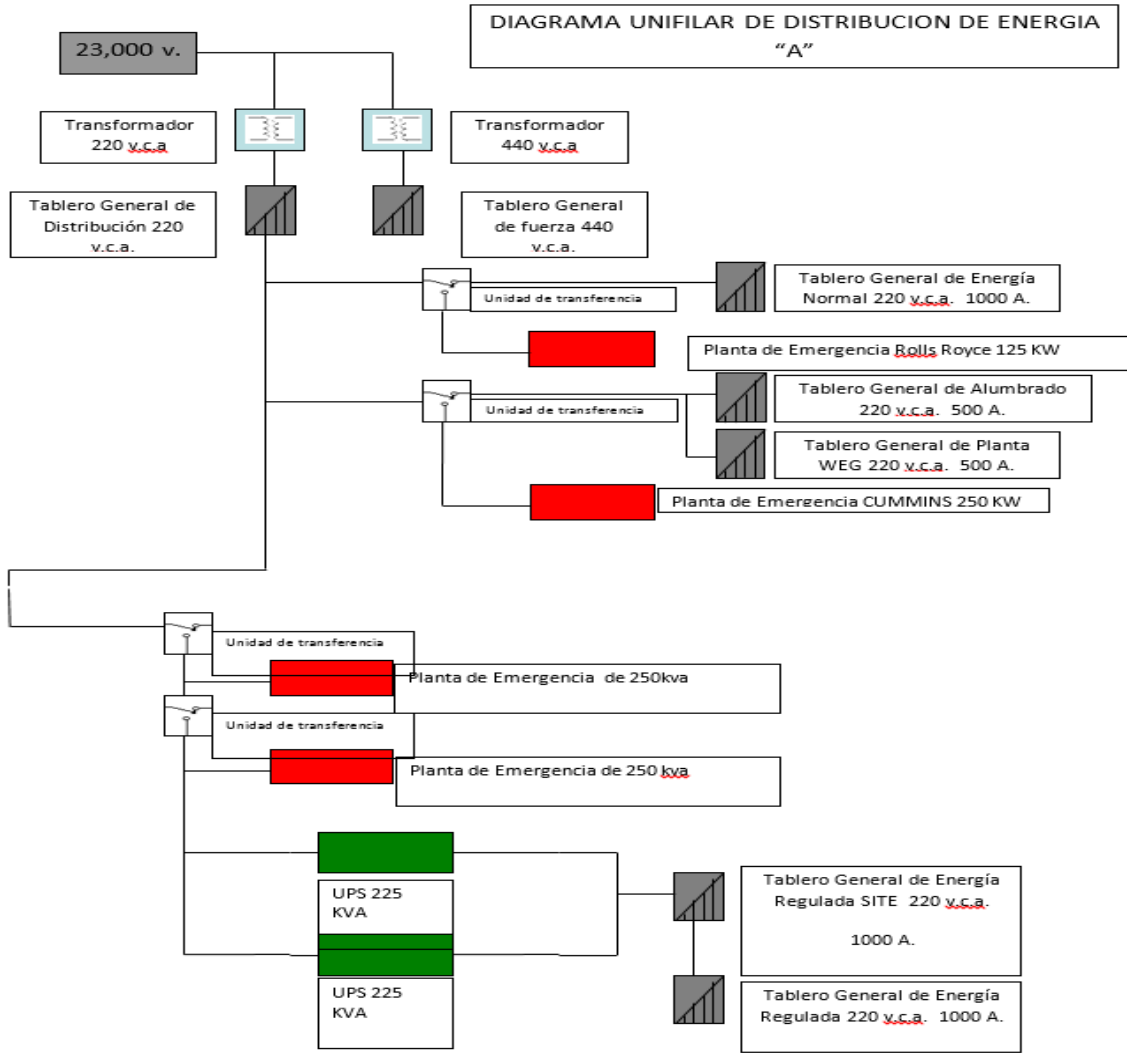 DIAGRAMA UNIFILAR DE DISTRIBUCION DE ENERGIA
“A”
23,000 v.
Transformador
220 v.c.a
Transformador
440 v.c.a
Tablero General de
Distribución 220
v.c.a.
Tablero General
de fuerza 440
v.c.a.
Tablero General de Energía
Normal 220 v.c.a. 1000 A.
Unidad de transferencia
Planta de Emergencia Rolls Royce 125 KW
Tablero General de Alumbrado
220 v.c.a. 500 A.
Unidad de transferencia
Tablero General de Planta
WEG 220 v.c.a. 500 A.
Planta de Emergencia CUMMINS 250 KW
Unidad de transferencia
Planta de Emergencia de 250kva
Unidad de transferencia
Planta de Emergencia de 250 kva
UPS 225
KVA
Tablero General de Energía
Regulada SITE 220 v.c.a.
1000 A.
UPS 225
KVA
Tablero General de Energía
Regulada 220 v.c.a. 1000 A.